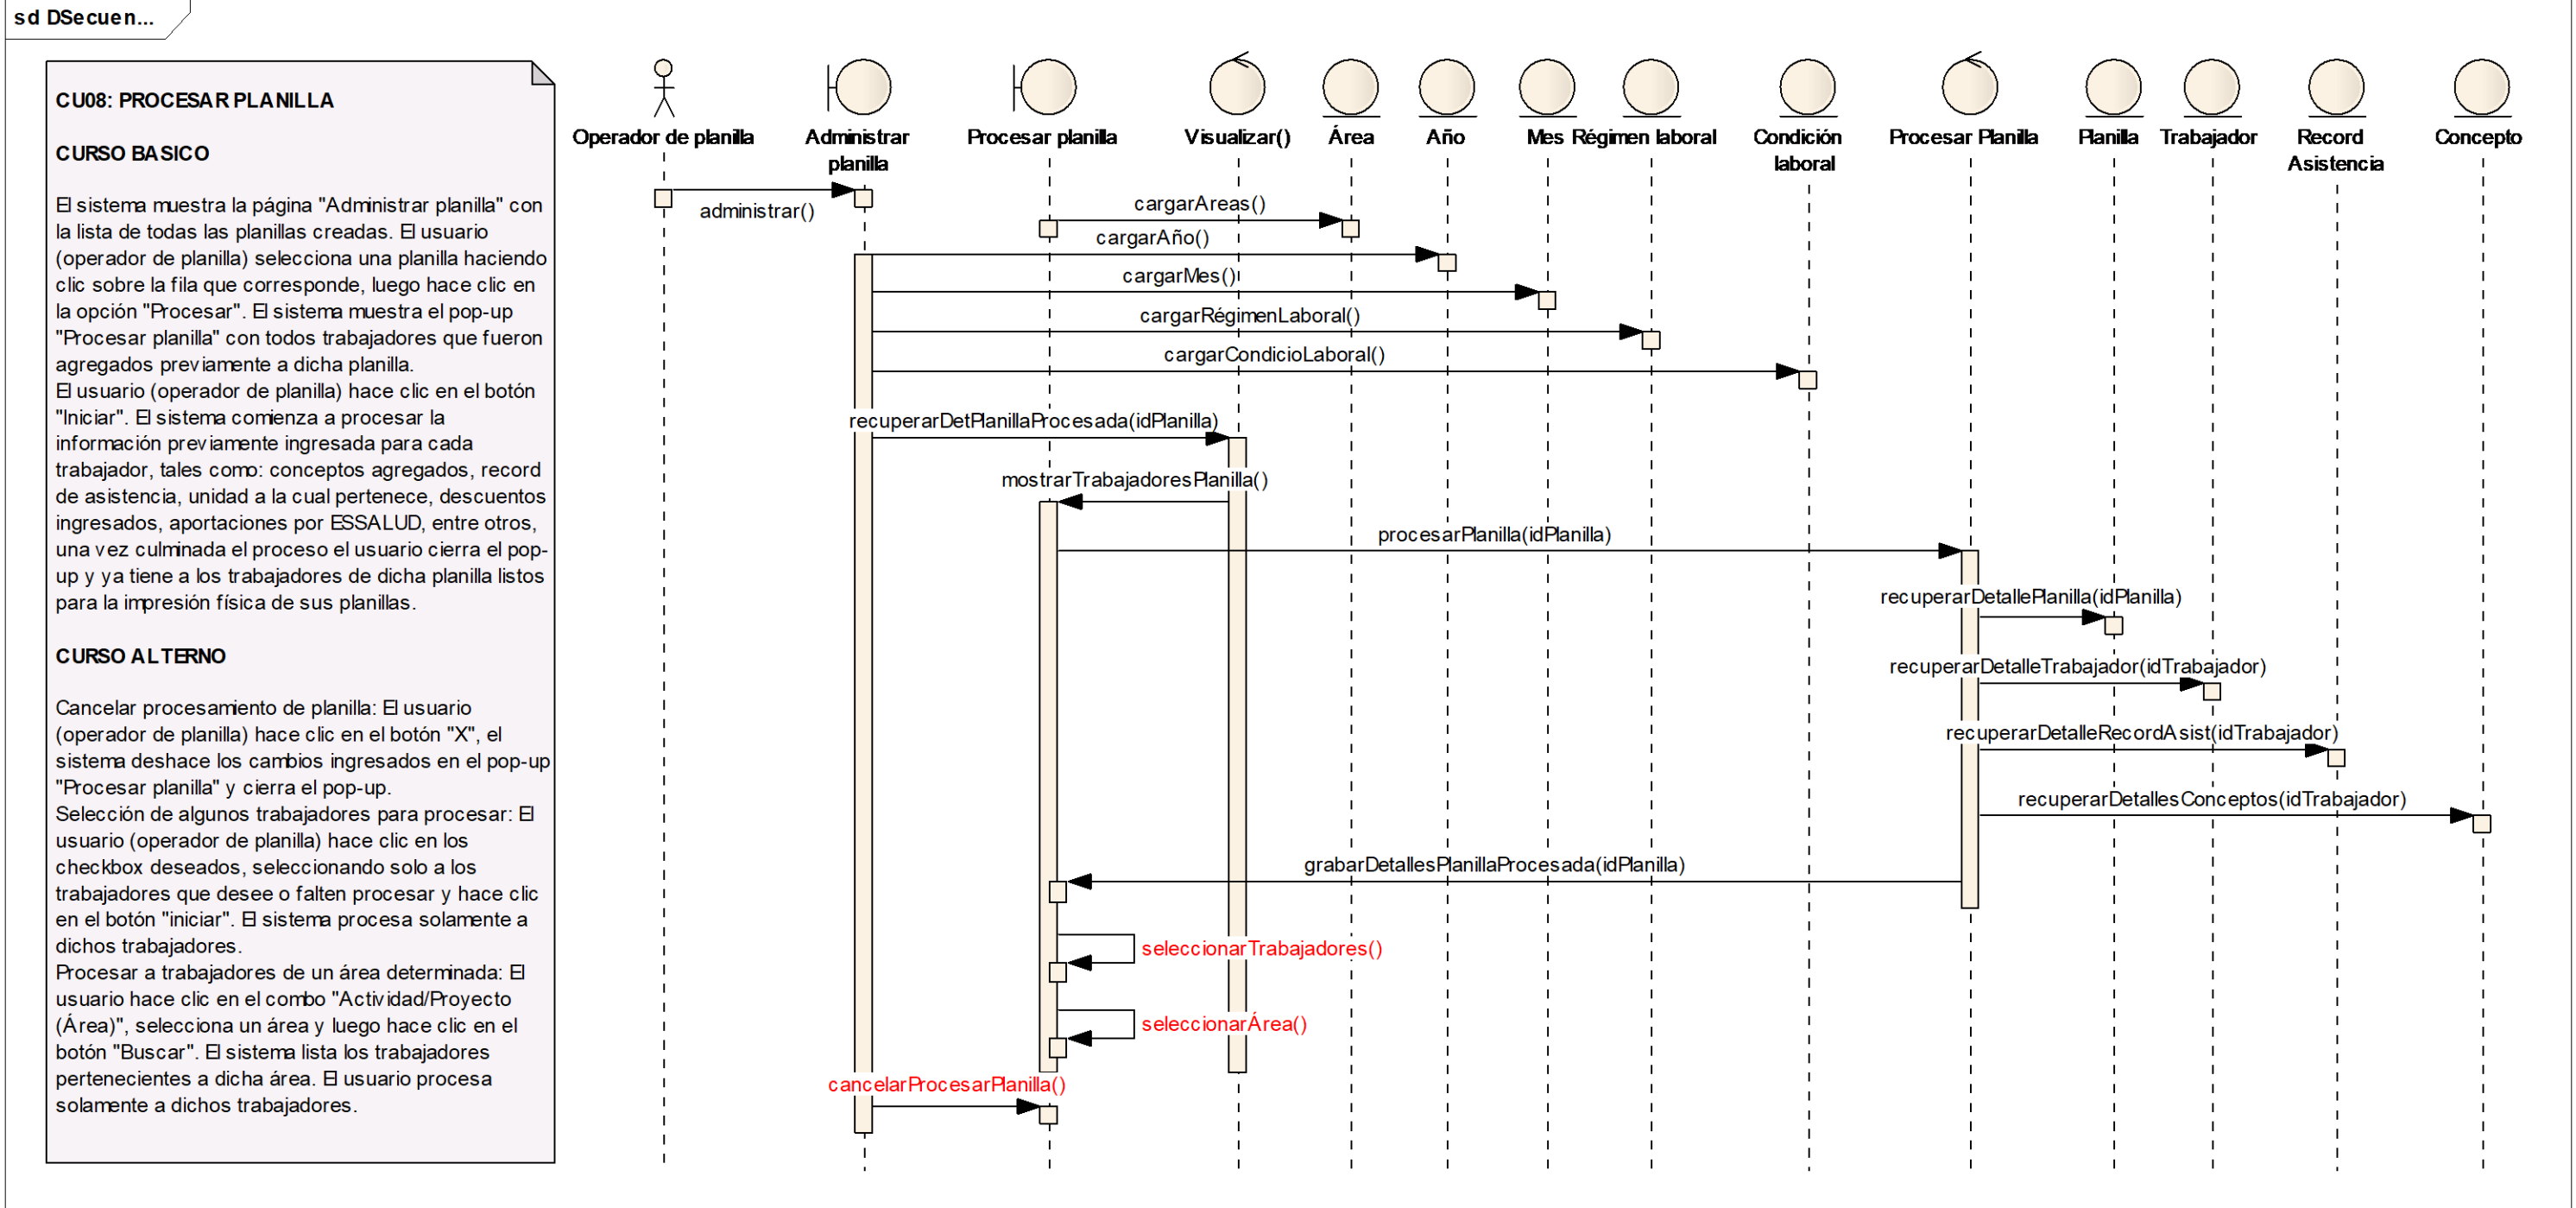 sd DSecuen...
CU08: PROCESAR PLANILLA
CURSO BASICO
El sistema muestra la página "Administrar planilla" con
la lista de todas las planillas creadas. El usuario
(operador de planilla) selecciona una planilla haciendo
clic sobre la fila que corresponde, luego hace clic en
la opción "Procesar". El sistema muestra el pop-up
"Procesar planilla" con todos trabajadores que fueron
agregados previamente a dicha planilla.
El usuario (operador de planilla) hace clic en el botón
"Iniciar". El sistema comienza a procesar la
información previamente ingresada para cada
trabajador, tales como: conceptos agregados, record
de asistencia, unidad a la cual pertenece, descuentos
ingresados, aportaciones por ESSALUD, entre otros,
una vez culminada el proceso el usuario cierra el pop-
up y ya tiene a los trabajadores de dicha planilla listos
para la impresión física de sus planillas.
CURSO ALTERNO
Cancelar procesamiento de planilla: El usuario
(operador de planilla) hace clic en el botón "X", el
sistema deshace los cambios ingresados en el pop-up
"Procesar planilla" y cierra el pop-up.
Selección de algunos trabajadores para procesar: El
usuario (operador de planilla) hace clic en los
checkbox deseados, seleccionando solo a los
trabajadores que desee o falten procesar y hace clic
en el botón "iniciar". El sistema procesa solamente a
dichos trabajadores.
Procesar a trabajadores de un área determinada: El
usuario hace clic en el combo "Actividad/Proyecto
(Área)", selecciona un área y luego hace clic en el
botón "Buscar". El sistema lista los trabajadores
pertenecientes a dicha área. El usuario procesa
solamente a dichos trabajadores.
Operador de planilla
Administrar
planilla
Procesar planilla
Visualizar()
Área
Año
Mes
Régimen laboral
Condición
laboral
Procesar Planilla
Planilla
Trabajador
Record
Asistencia
Concepto
administrar()
cargarAreas()
cargarAño()
cargarMes()
cargarRégimenLaboral()
cargarCondicioLaboral()
recuperarDetPlanillaProcesada(idPlanilla)
mostrarTrabajadoresPlanilla()
procesarPlanilla(idPlanilla)
recuperarDetallePlanilla(idPlanilla)
recuperarDetalleTrabajador(idTrabajador)
recuperarDetalleRecordAsist(idTrabajador)
recuperarDetallesConceptos(idTrabajador)
grabarDetallesPlanillaProcesada(idPlanilla)
seleccionarTrabajadores()
seleccionarÁrea()
cancelarProcesarPlanilla()